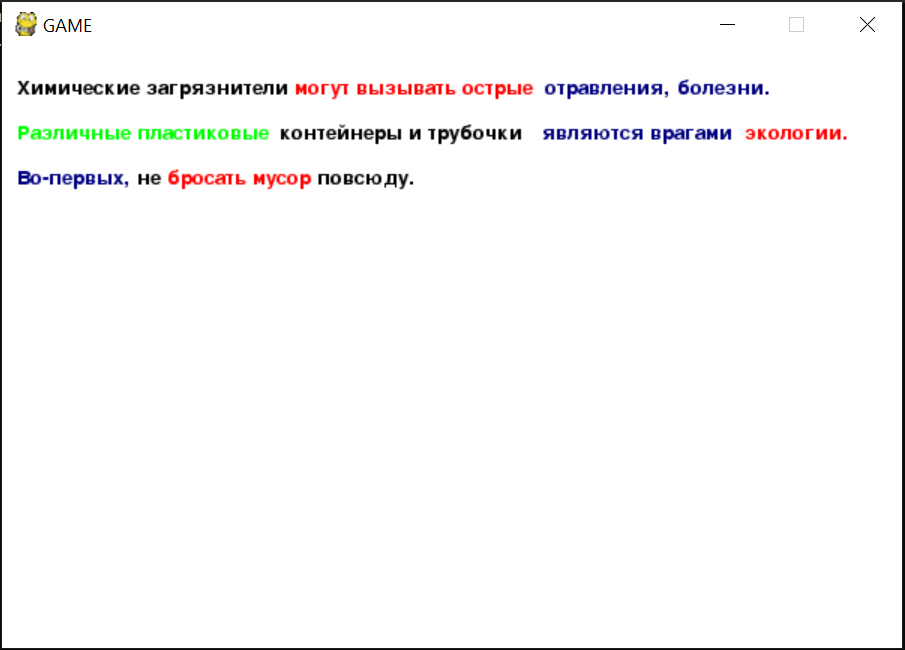 GAME
Химические загрязнители могут вызывать острые отравления, болезни.
Различные пластиковые контейнеры и трубочки являются врагами экологии.
Во-первых, не бросать мусор повсюду.